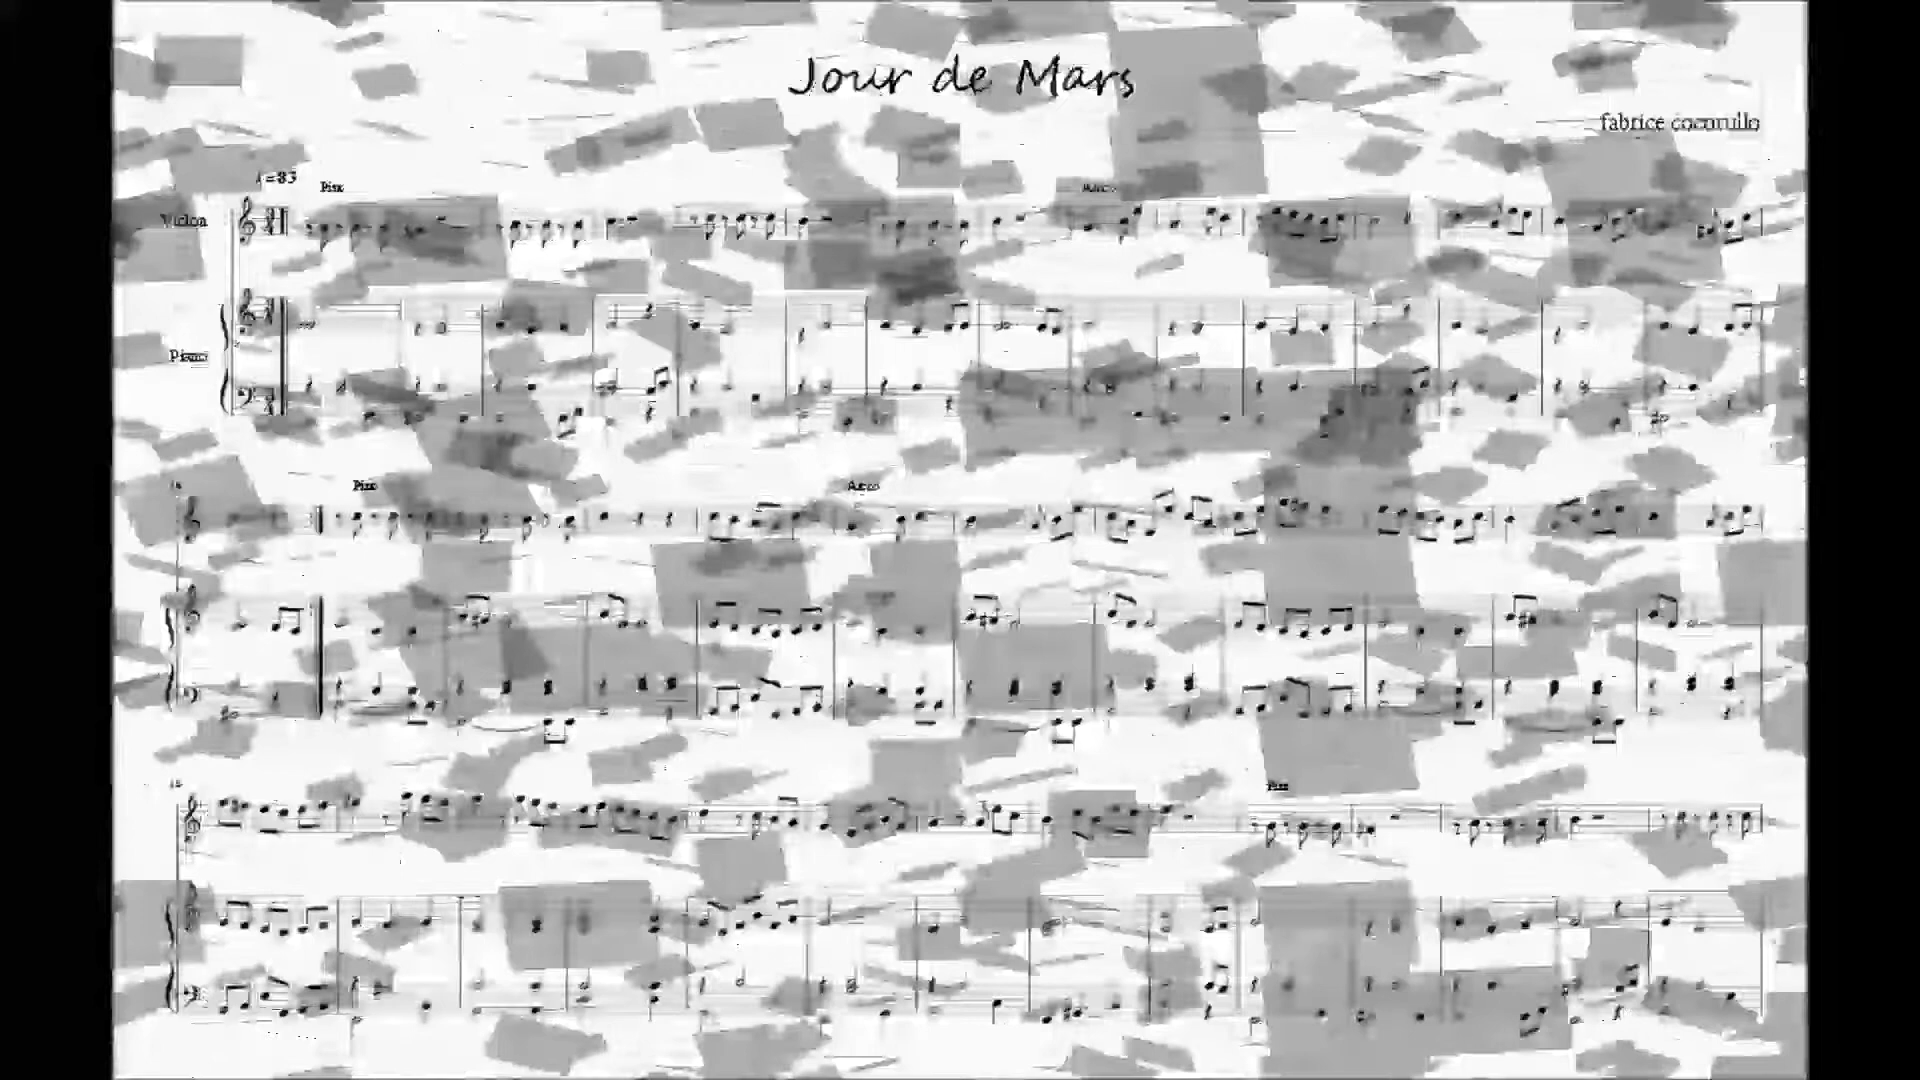 Jour de Mars
fabrice cocorullo
=83
Pizz
Arco
Violon
Piano
Pizz
Arco
Pizz